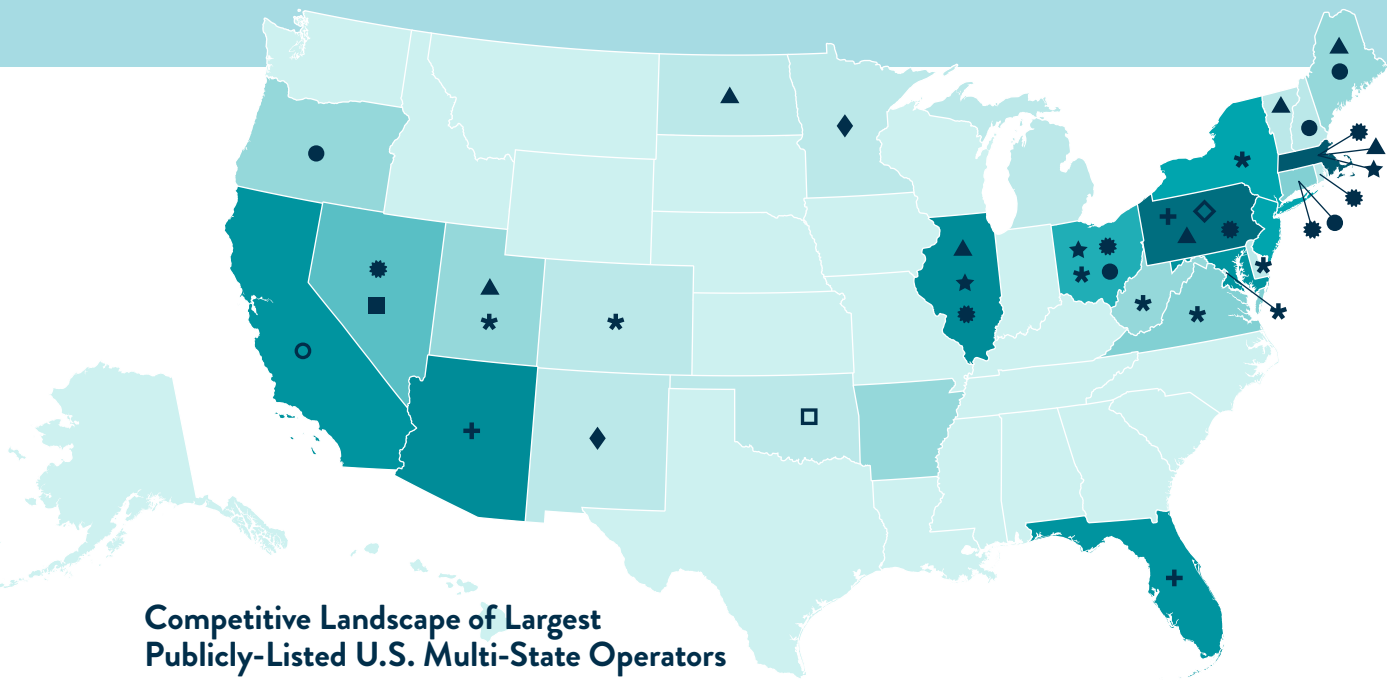 Competitive Landscape of Largest
Publicly-Listed U.S. Multi-State Operators